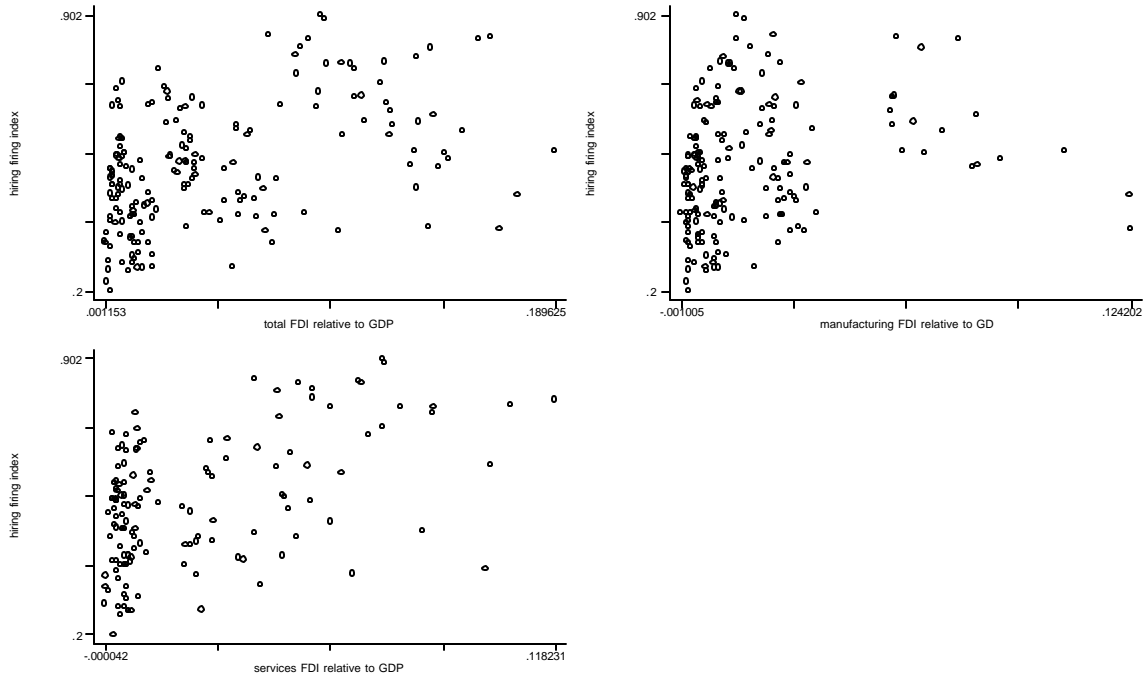 .902
hiring firing index
.2
.001153
.189625
total FDI relative to GDP
.902
hiring firing index
.2
-.001005
.124202
manufacturing FDI relative to GD
.902
hiring firing index
.2
-.000042
.118231
services FDI relative to GDP